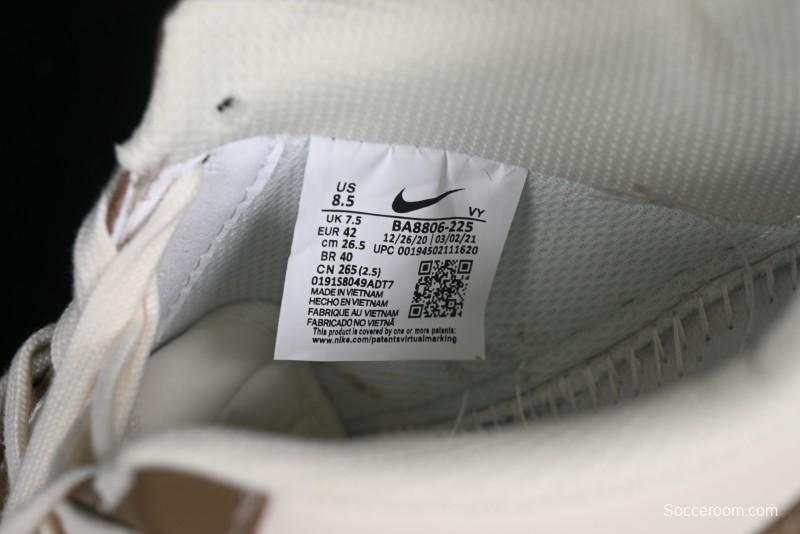 US
8.5
VY
UK 7.5
BA8806-225
EUR 42
12/26/20 | 03/02/21
cm 26.5
UPC 00194502111620
BR 40
CN 265 (2.5)
0191S8049ADT7
MADE IN VIETNAM
HECHO EN VIETNAM
FABRIQUE AU VIETNAM
FABRICADO NO VIETNÃ
This product is covered by one or more patents:
www.nike.com/patentsvirtualmarking
Socceroom.com